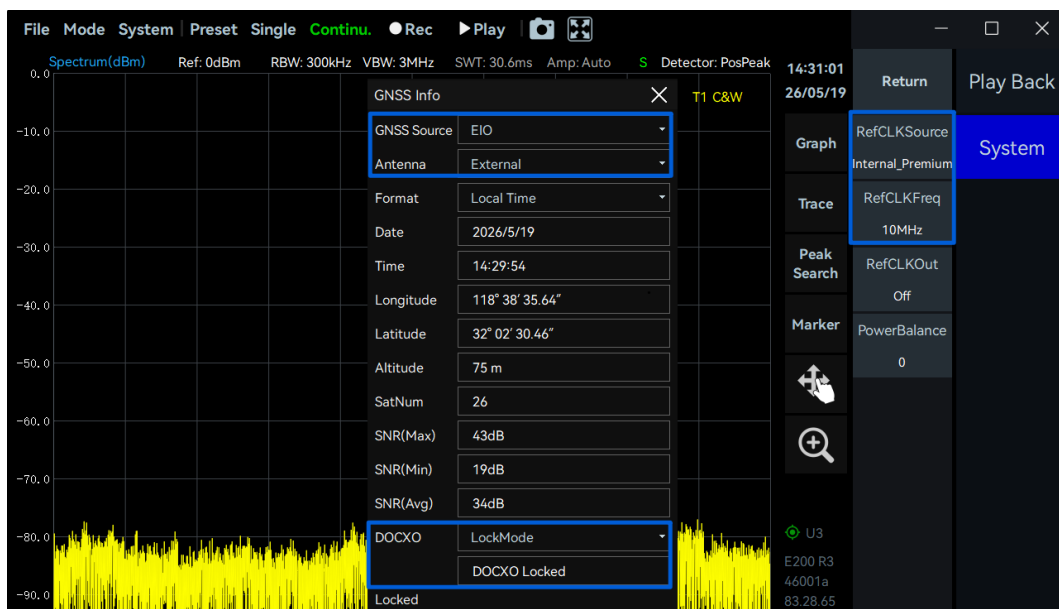 File Mode System Preset Single Continu. Rec Play
Spectrum(dBm) Ref: 0dBm RBW: 300kHz VBW: 3MHz SWT: 30.6ms Amp: Auto S Detector: PosPeak
T1 C&W
0.0
-10.0
-20.0
-30.0
-40.0
-50.0
-60.0
-70.0
-80.0
-90.0
GNSS Info
GNSS Source EIO
Antenna External
Format Local Time
Date 2026/5/19
Time 14:29:54
Longitude 118° 38′ 35.64″
Latitude 32° 02′ 30.46″
Altitude 75 m
SatNum 26
SNR(Max) 43dB
SNR(Min) 19dB
SNR(Avg) 34dB
DOCXO LockMode
DOCXO Locked
Locked
14:31:01
26/05/19
Graph
Trace
Peak
Search
Marker
U3
E200 R3
46001a
83.28.65
Return
RefCLKSource
Internal_Premium
RefCLKFreq
10MHz
RefCLKOut
Off
PowerBalance
0
Play Back
System